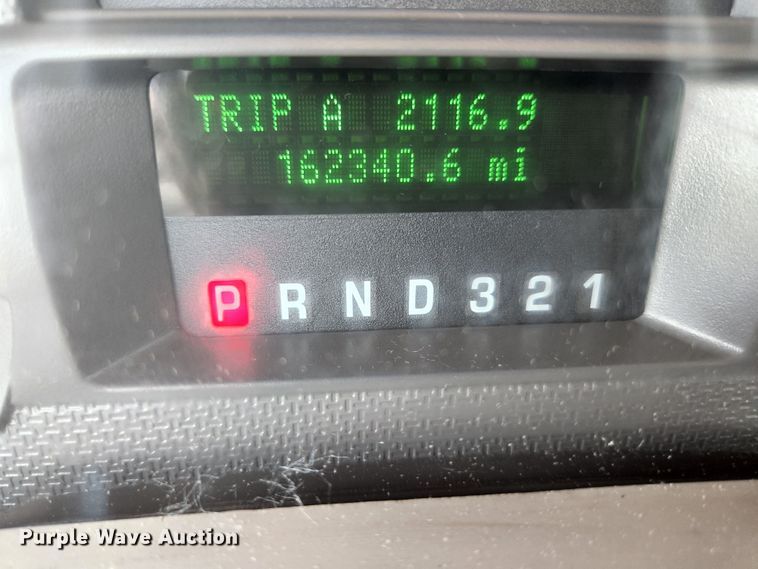 TRIP A 2116.9
162340.6 mi
P R N D 3 2 1
Purple Wave Auction